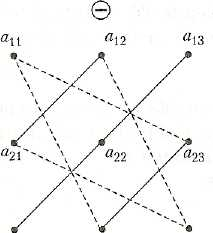 ⊖
a₁₁ a₁₂ a₁₃
a₂₁ a₂₂ a₂₃